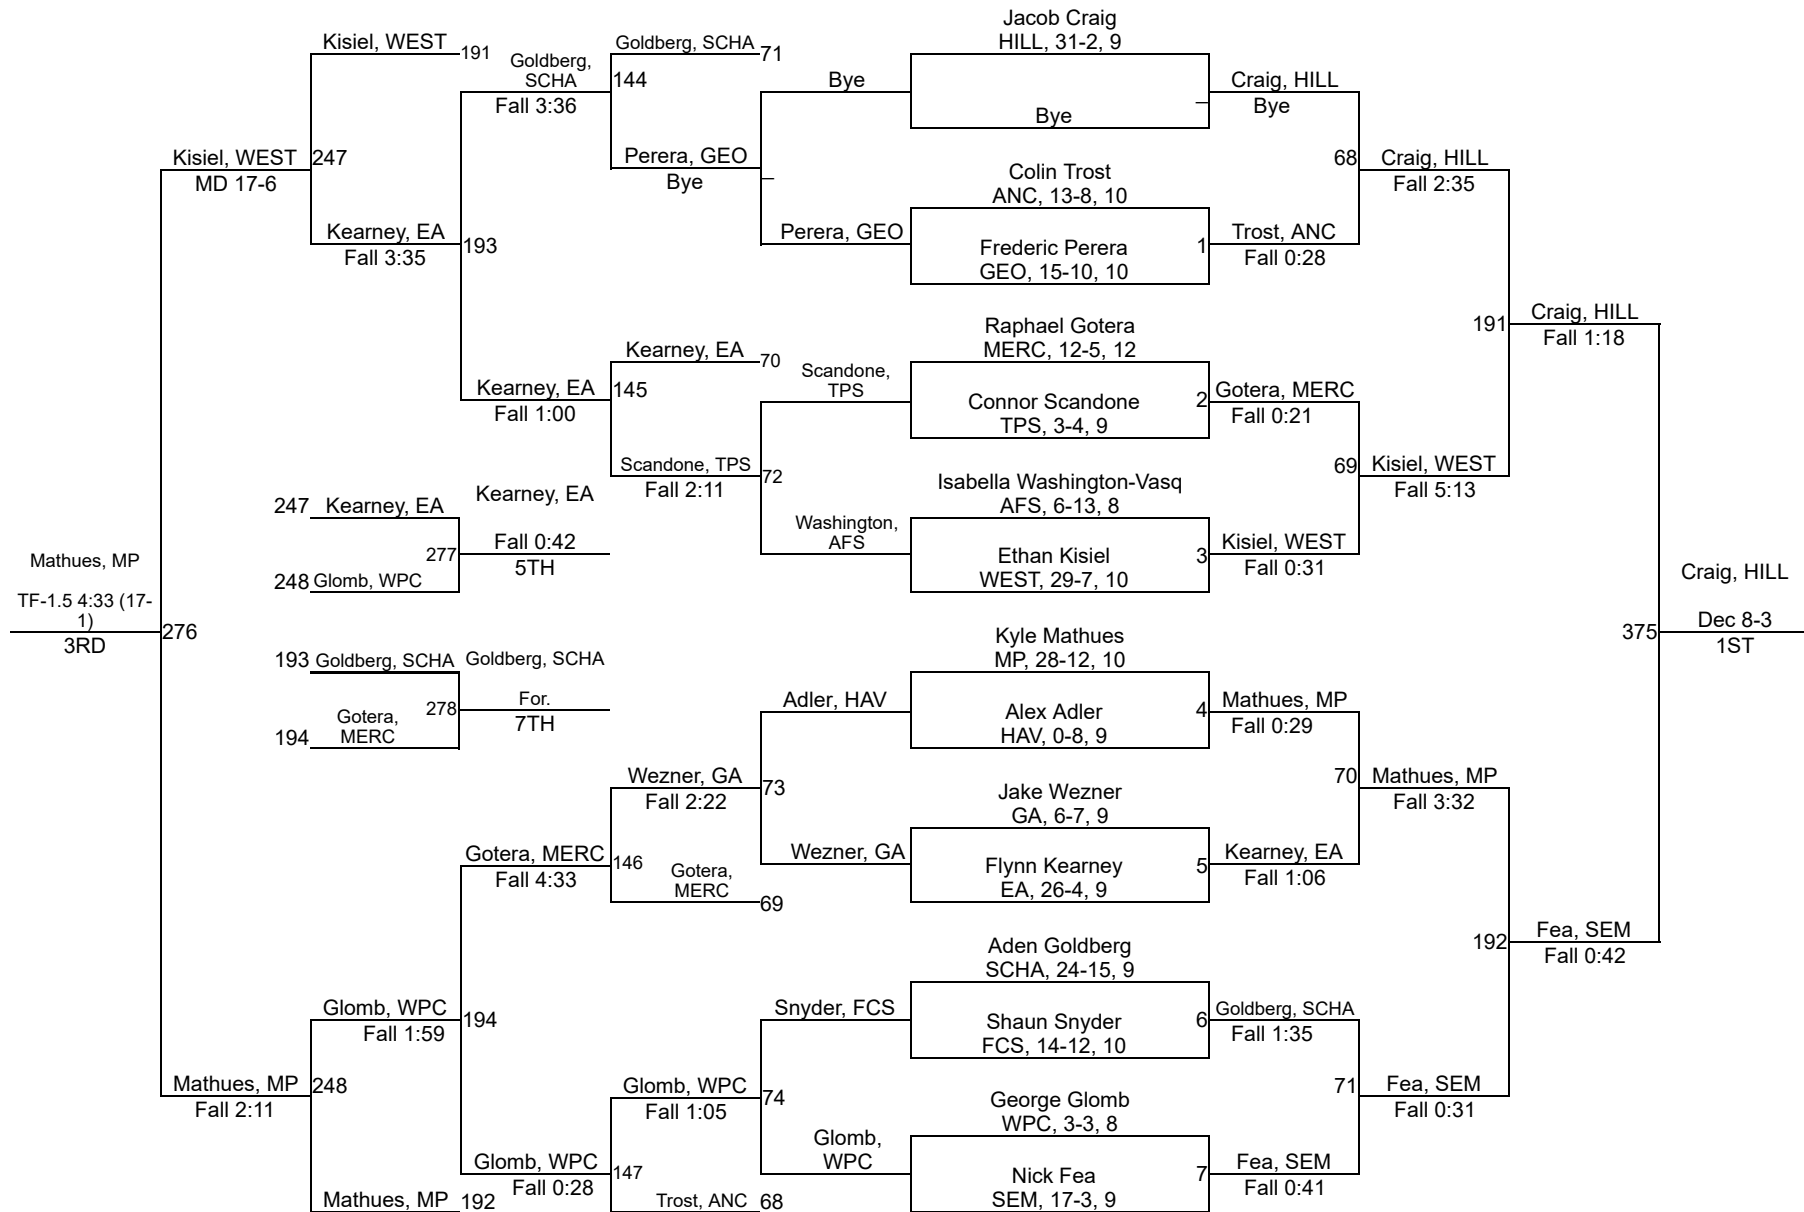 Jacob Craig
HILL, 31-2, 9
Kisiel, WEST
191
Goldberg,
SCHA
Fall 3:36
Goldberg, SCHA
71
144
Bye
Bye
Craig, HILL
Bye
Kisiel, WEST
MD 17-6
247
Perera, GEO
Bye
Colin Trost
ANC, 13-8, 10
68
Craig, HILL
Fall 2:35
Kearney, EA
Fall 3:35
193
Perera, GEO
Frederic Perera
GEO, 15-10, 10
1
Trost, ANC
Fall 0:28
Raphael Gotera
MERC, 12-5, 12
191
Craig, HILL
Fall 1:18
Kearney, EA
70
Kearney, EA
Fall 1:00
145
Scandone,
TPS
Connor Scandone
TPS, 3-4, 9
2
Gotera, MERC
Fall 0:21
Scandone, TPS
Fall 2:11
72
Isabella Washington-Vasq
AFS, 6-13, 8
69
Kisiel, WEST
Fall 5:13
247
Kearney, EA
Kearney, EA
277
Fall 0:42
5TH
248
Glomb, WPC
Washington,
AFS
Ethan Kisiel
WEST, 29-7, 10
3
Kisiel, WEST
Fall 0:31
Mathues, MP
TF-1.5 4:33 (17-
1)
3RD
276
Kyle Mathues
MP, 28-12, 10
375
Craig, HILL
Dec 8-3
1ST
193
Goldberg, SCHA
Goldberg, SCHA
278
For.
7TH
194
Gotera,
MERC
Adler, HAV
Alex Adler
HAV, 0-8, 9
4
Mathues, MP
Fall 0:29
Wezner, GA
Fall 2:22
73
Jake Wezner
GA, 6-7, 9
70
Mathues, MP
Fall 3:32
Gotera, MERC
Fall 4:33
146
Gotera,
MERC
69
Wezner, GA
Flynn Kearney
EA, 26-4, 9
5
Kearney, EA
Fall 1:06
Aden Goldberg
SCHA, 24-15, 9
192
Fea, SEM
Fall 0:42
Glomb, WPC
Fall 1:59
194
Snyder, FCS
Shaun Snyder
FCS, 14-12, 10
6
Goldberg, SCHA
Fall 1:35
Mathues, MP
Fall 2:11
248
Glomb, WPC
Fall 1:05
74
George Glomb
WPC, 3-3, 8
71
Fea, SEM
Fall 0:31
Glomb, WPC
Fall 0:28
147
Glomb,
WPC
Nick Fea
SEM, 17-3, 9
7
Fea, SEM
Fall 0:41
Mathues, MP
192
Trost, ANC
68